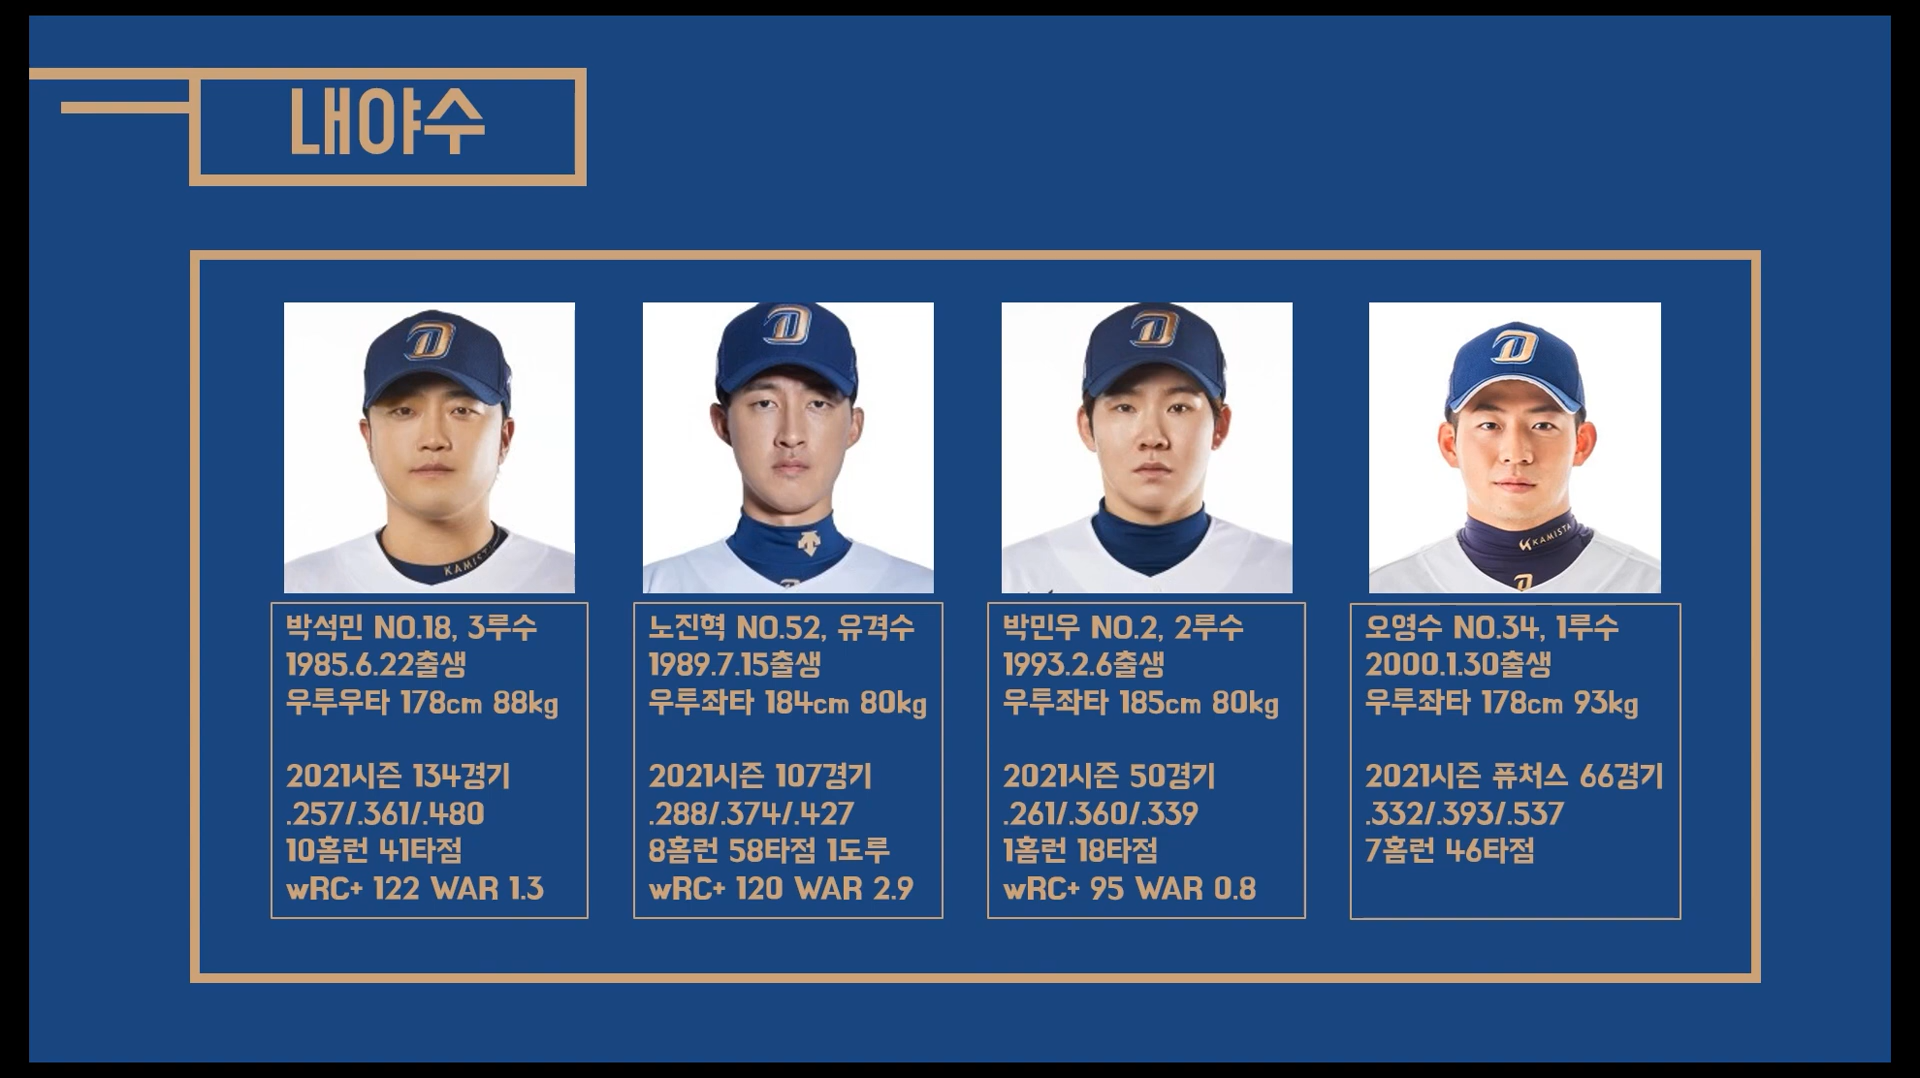 내야수
박석민 NO.18, 3루수
1985.6.22출생
우투우타 178cm 88kg
2021시즌 134경기
.257/.361/.480
10홈런 41타점
wRC+ 122 WAR 1.3
노진혁 NO.52, 유격수
1989.7.15출생
우투좌타 184cm 80kg
2021시즌 107경기
.288/.374/.427
8홈런 58타점 1도루
wRC+ 120 WAR 2.9
박민우 NO.2, 2루수
1993.2.6출생
우투좌타 185cm 80kg
2021시즌 50경기
.261/.360/.339
1홈런 18타점
wRC+ 95 WAR 0.8
오영수 NO.34, 1루수
2000.1.30출생
우투좌타 178cm 93kg
2021시즌 퓨처스 66경기
.332/.393/.537
7홈런 46타점
KAMIST
KAMISTA